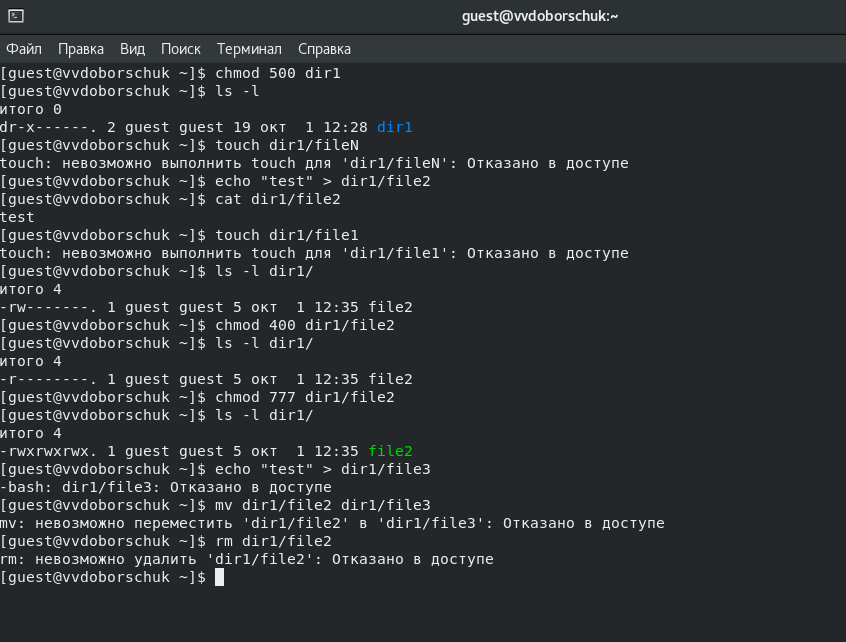 guest@vvdoborschuk:~
Файл Правка Вид Поиск Терминал Справка
[guest@vvdoborschuk ~]$ chmod 500 dir1
[guest@vvdoborschuk ~]$ ls -l
итого 0
dr-x------. 2 guest guest 19 окт  1 12:28 dir1
[guest@vvdoborschuk ~]$ touch dir1/fileN
touch: невозможно выполнить touch для 'dir1/fileN': Отказано в доступе
[guest@vvdoborschuk ~]$ echo "test" > dir1/file2
[guest@vvdoborschuk ~]$ cat dir1/file2
test
[guest@vvdoborschuk ~]$ touch dir1/file1
touch: невозможно выполнить touch для 'dir1/file1': Отказано в доступе
[guest@vvdoborschuk ~]$ ls -l dir1/
итого 4
-rw-------. 1 guest guest 5 окт  1 12:35 file2
[guest@vvdoborschuk ~]$ chmod 400 dir1/file2
[guest@vvdoborschuk ~]$ ls -l dir1/
итого 4
-r--------. 1 guest guest 5 окт  1 12:35 file2
[guest@vvdoborschuk ~]$ chmod 777 dir1/file2
[guest@vvdoborschuk ~]$ ls -l dir1/
итого 4
-rwxrwxrwx. 1 guest guest 5 окт  1 12:35 file2
[guest@vvdoborschuk ~]$ echo "test" > dir1/file3
-bash: dir1/file3: Отказано в доступе
[guest@vvdoborschuk ~]$ mv dir1/file2 dir1/file3
mv: невозможно переместить 'dir1/file2' в 'dir1/file3': Отказано в доступе
[guest@vvdoborschuk ~]$ rm dir1/file2
rm: невозможно удалить 'dir1/file2': Отказано в доступе
[guest@vvdoborschuk ~]$